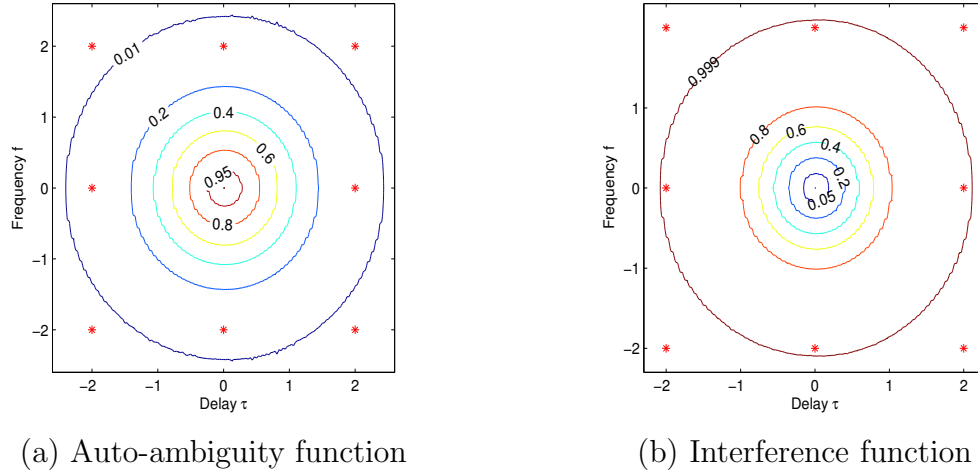 2
1
0
−1
−2
Frequency f
0.01
0.2
0.4
0.6
0.95
0.8
−2 −1 0 1 2
Delay τ
(a) Auto-ambiguity function
1
0
−1
−2
Frequency f
0.999
0.8
0.6
0.4
0.2
0.05
−2 −1 0 1 2
Delay τ
(b) Interference function